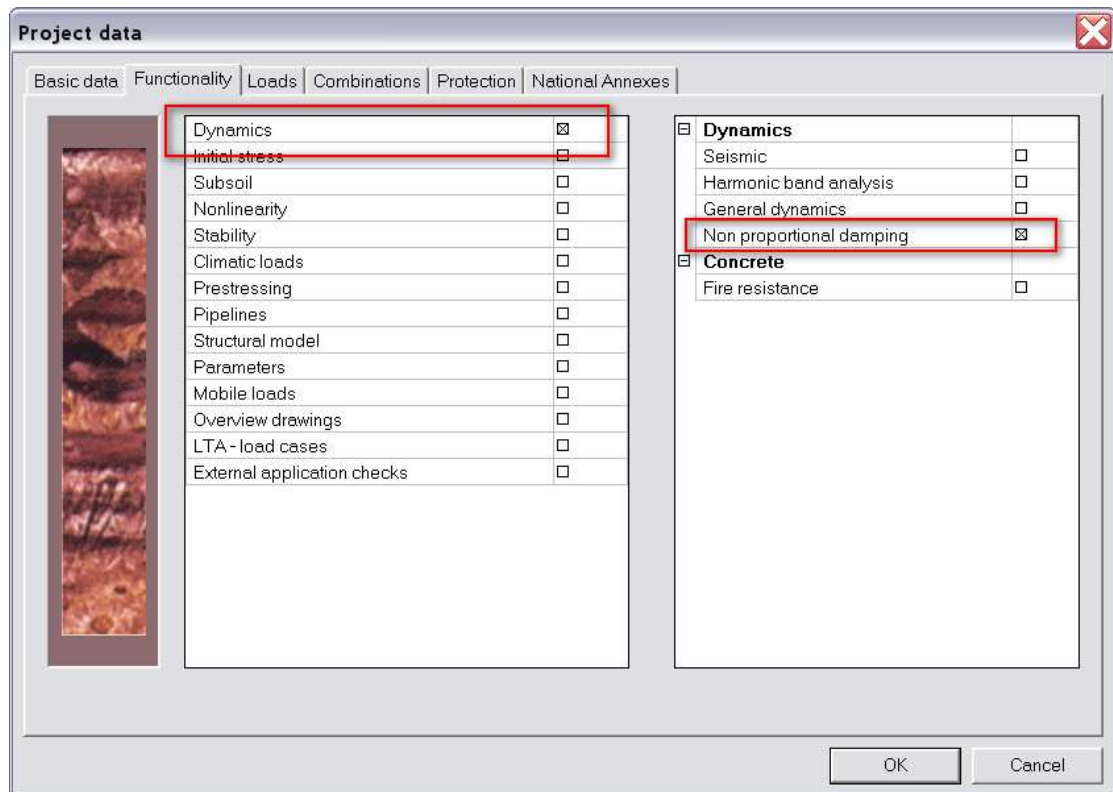 Project data
Basic data Functionality Loads Combinations Protection National Annexes
Dynamics
Initial stress
Subsoil
Nonlinearity
Stability
Climatic loads
Prestressing
Pipelines
Structural model
Parameters
Mobile loads
Overview drawings
LTA - load cases
External application checks
Dynamics
Seismic
Harmonic band analysis
General dynamics
Non proportional damping
Concrete
Fire resistance
OK Cancel